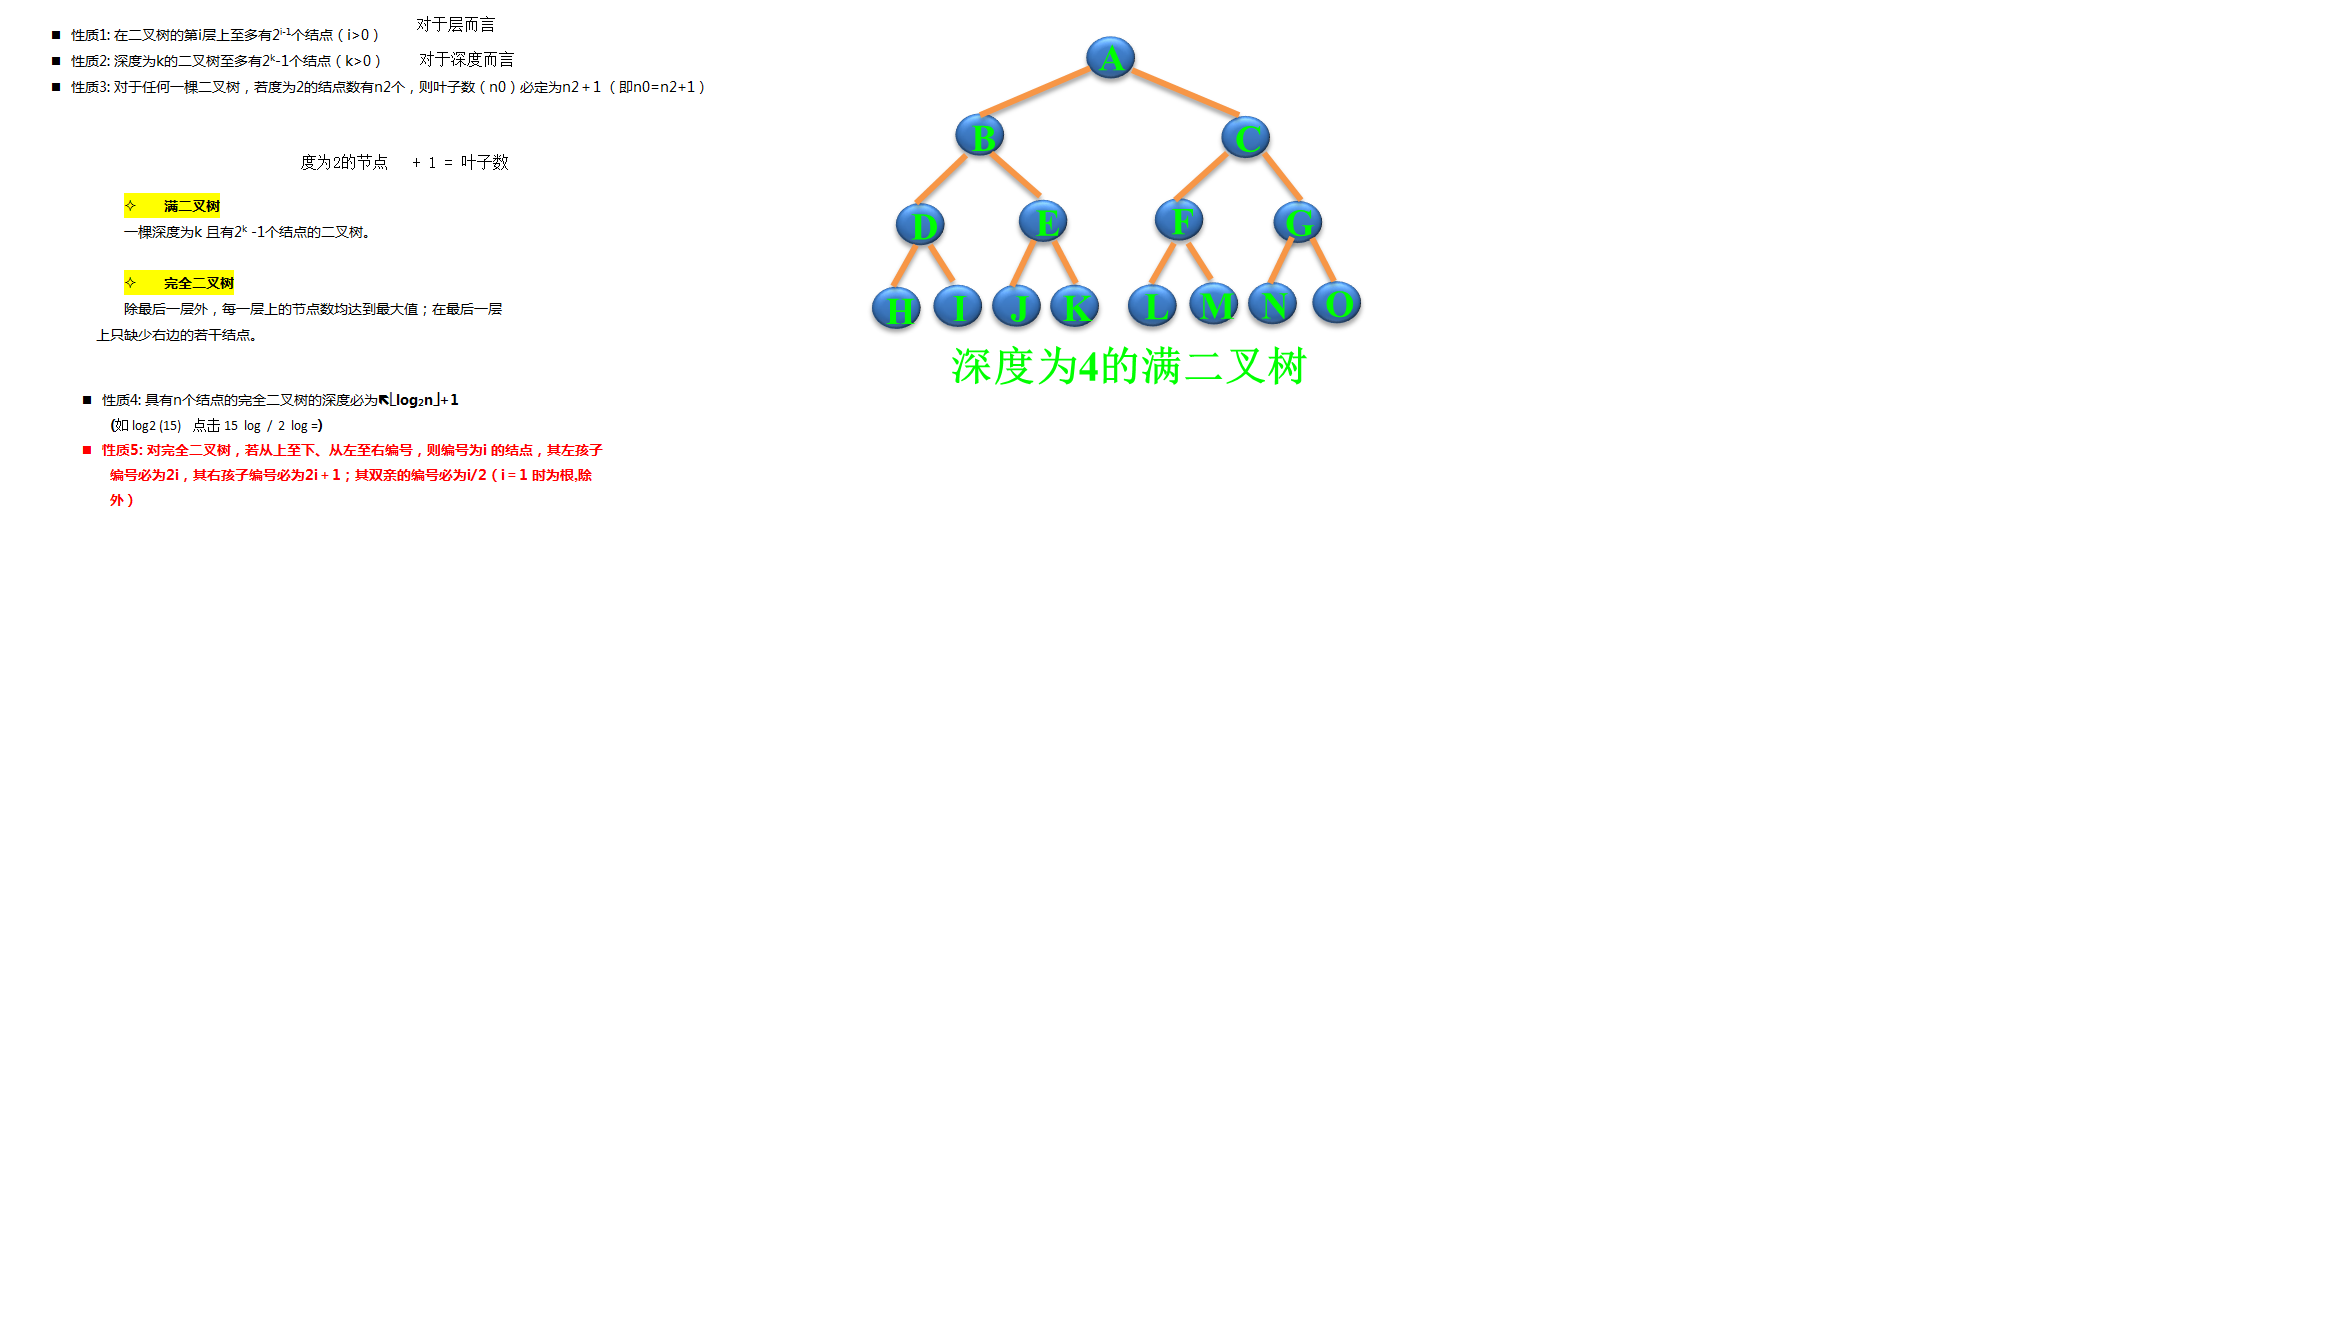 ■ 性质1: 在二叉树的第i层上至多有2i-1个结点（i>0） 对于层而言
■ 性质2: 深度为k的二叉树至多有2k-1个结点（k>0） 对于深度而言
■ 性质3: 对于任何一棵二叉树，若度为2的结点数有n2个，则叶子数（n0）必定为n2＋1 （即n0=n2+1）
度为2的节点 + 1 = 叶子数
✧ 满二叉树
一棵深度为k 且有2k -1个结点的二叉树。
✧ 完全二叉树
除最后一层外，每一层上的节点数均达到最大值；在最后一层
上只缺少右边的若干结点。
■ 性质4: 具有n个结点的完全二叉树的深度必为⌊log2n⌋+1
(如 log2 (15) 点击 15 log / 2 log =)
■ 性质5: 对完全二叉树，若从上至下、从左至右编号，则编号为i 的结点，其左孩子
编号必为2i，其右孩子编号必为2i＋1；其双亲的编号必为i/2（i＝1 时为根,除
外）
A
B C
D E F G
H I J K L M N O
深度为4的满二叉树